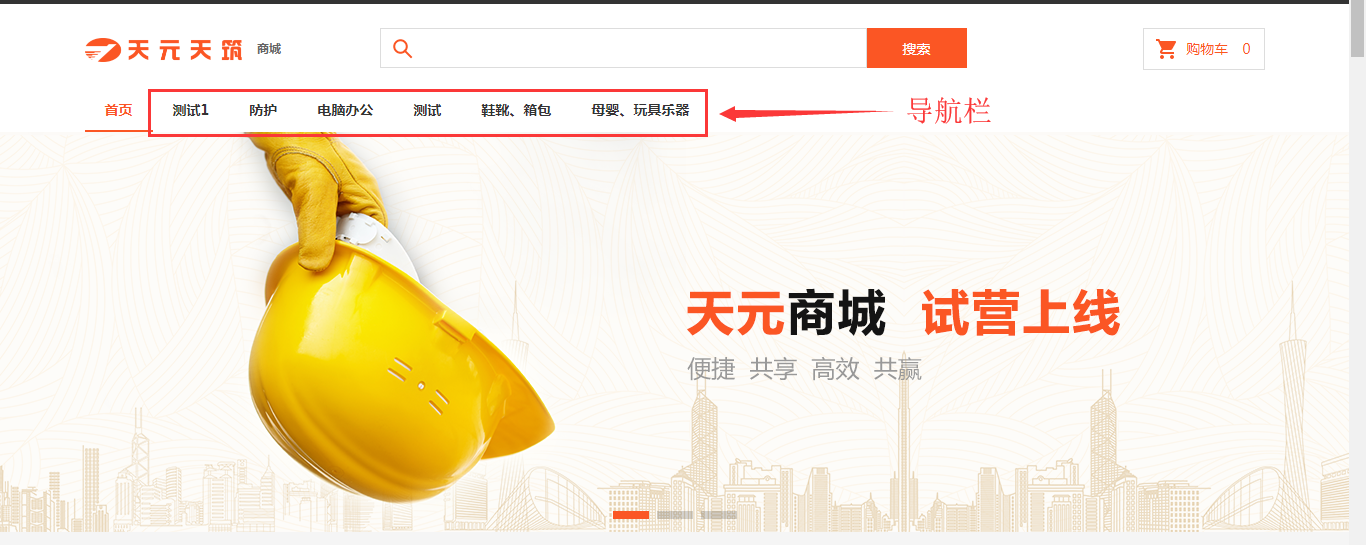 天元天筑 商城
搜索
购物车 0
首页 测试1 防护 电脑办公 测试 鞋靴、箱包 母婴、玩具乐器
导航栏
天元商城 试营上线
便捷 共享 高效 共赢